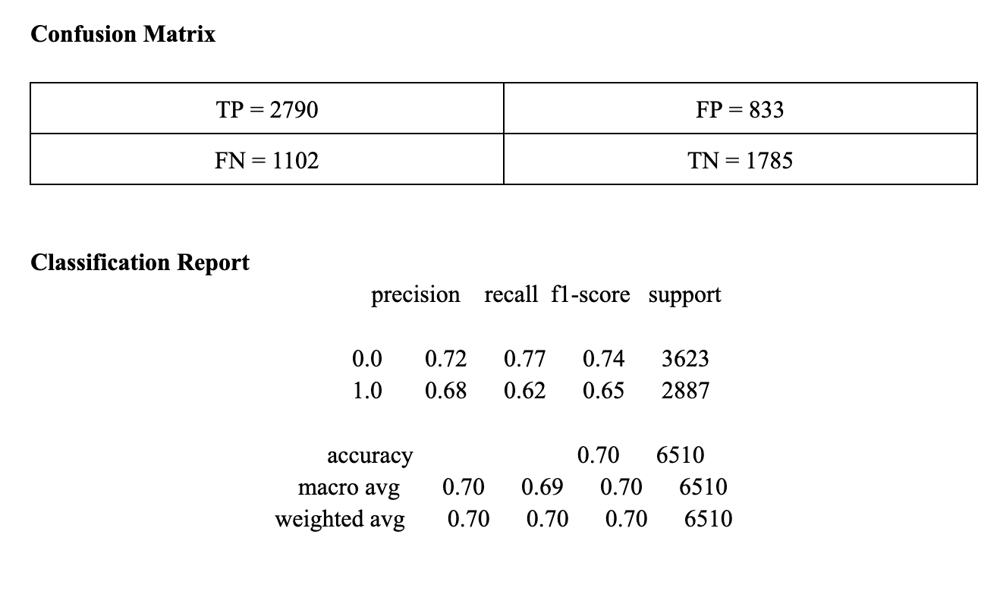 Confusion Matrix
TP = 2790 FP = 833
FN = 1102 TN = 1785
Classification Report
precision recall f1-score support
0.0 0.72 0.77 0.74 3623
1.0 0.68 0.62 0.65 2887
accuracy 0.70 6510
macro avg 0.70 0.69 0.70 6510
weighted avg 0.70 0.70 0.70 6510